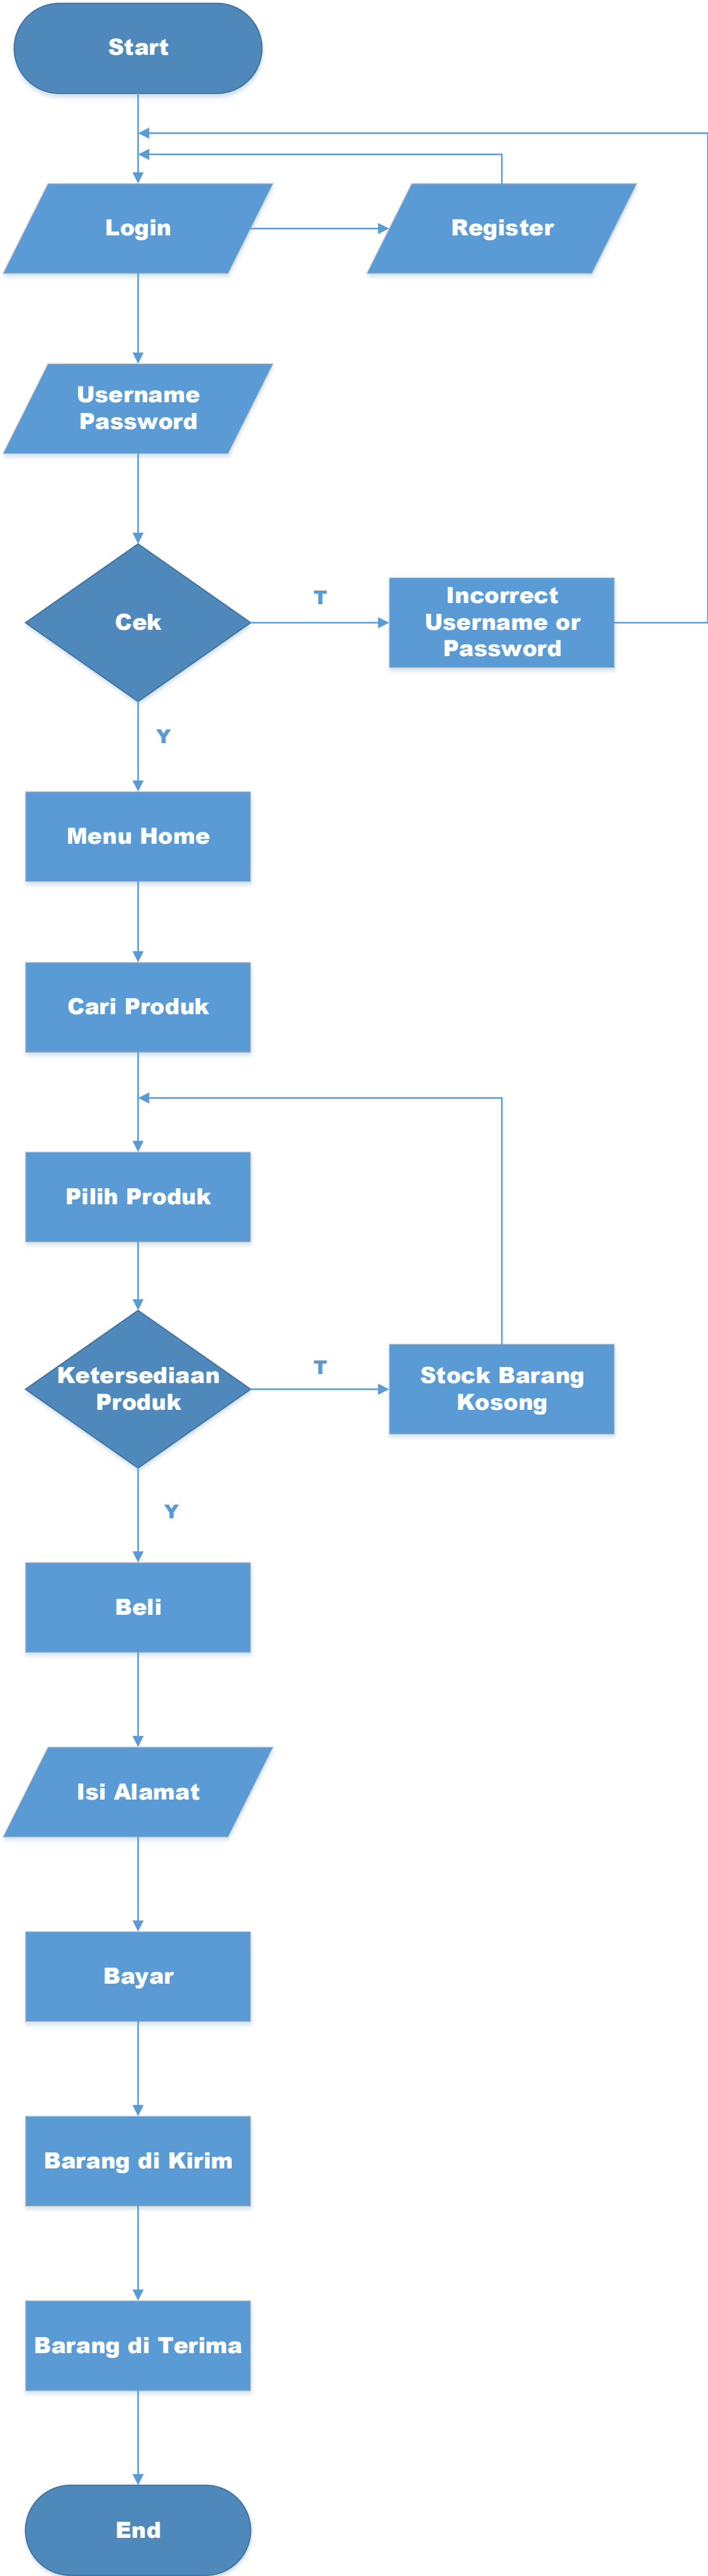 Start
Login
Register
Username
Password
Cek
T
Incorrect
Username or
Password
Y
Menu Home
Cari Produk
Pilih Produk
Ketersediaan
Produk
T
Stock Barang
Kosong
Y
Beli
Isi Alamat
Bayar
Barang di Kirim
Barang di Terima
End